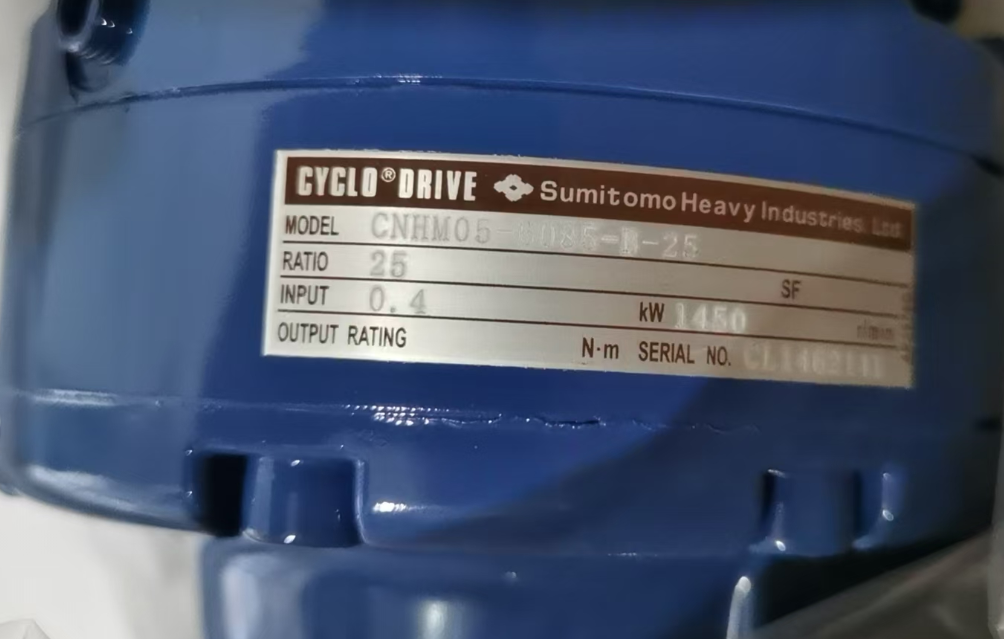 CYCLO® DRIVE Sumitomo Heavy Industries, Ltd.
MODEL CNHM05-6085-B-25
RATIO 25 SF
INPUT 0.4 kW 1450 r/min
OUTPUT RATING N·m SERIAL NO.